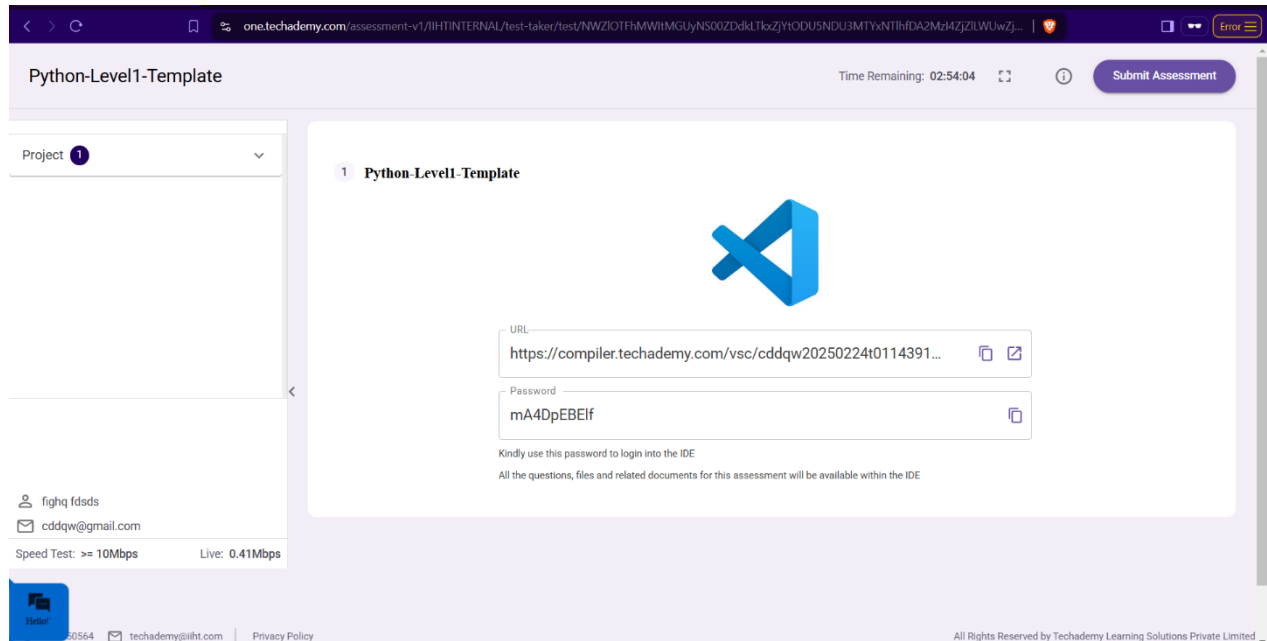 one.techademy.com/assessment-v1/IIHTINTERNAL/test-taker/test/NWZlOTFhMWItMGUyNS00ZDdkLTkxZjYtODU5NDU3MTYxNTlhfDA2MzI4ZjZlLWUwZj...
Error
Python-Level1-Template
Time Remaining: 02:54:04
Submit Assessment
Project 1
1 Python-Level1-Template
URL
https://compiler.techademy.com/vsc/cddqw20250224t0114391...
Password
mA4DpEBElf
Kindly use this password to login into the IDE
All the questions, files and related documents for this assessment will be available within the IDE
fighq fdsds
cddqw@gmail.com
Speed Test: >= 10Mbps Live: 0.41Mbps
Hello!
50564 techademy@iiht.com Privacy Policy
All Rights Reserved by Techademy Learning Solutions Private Limited